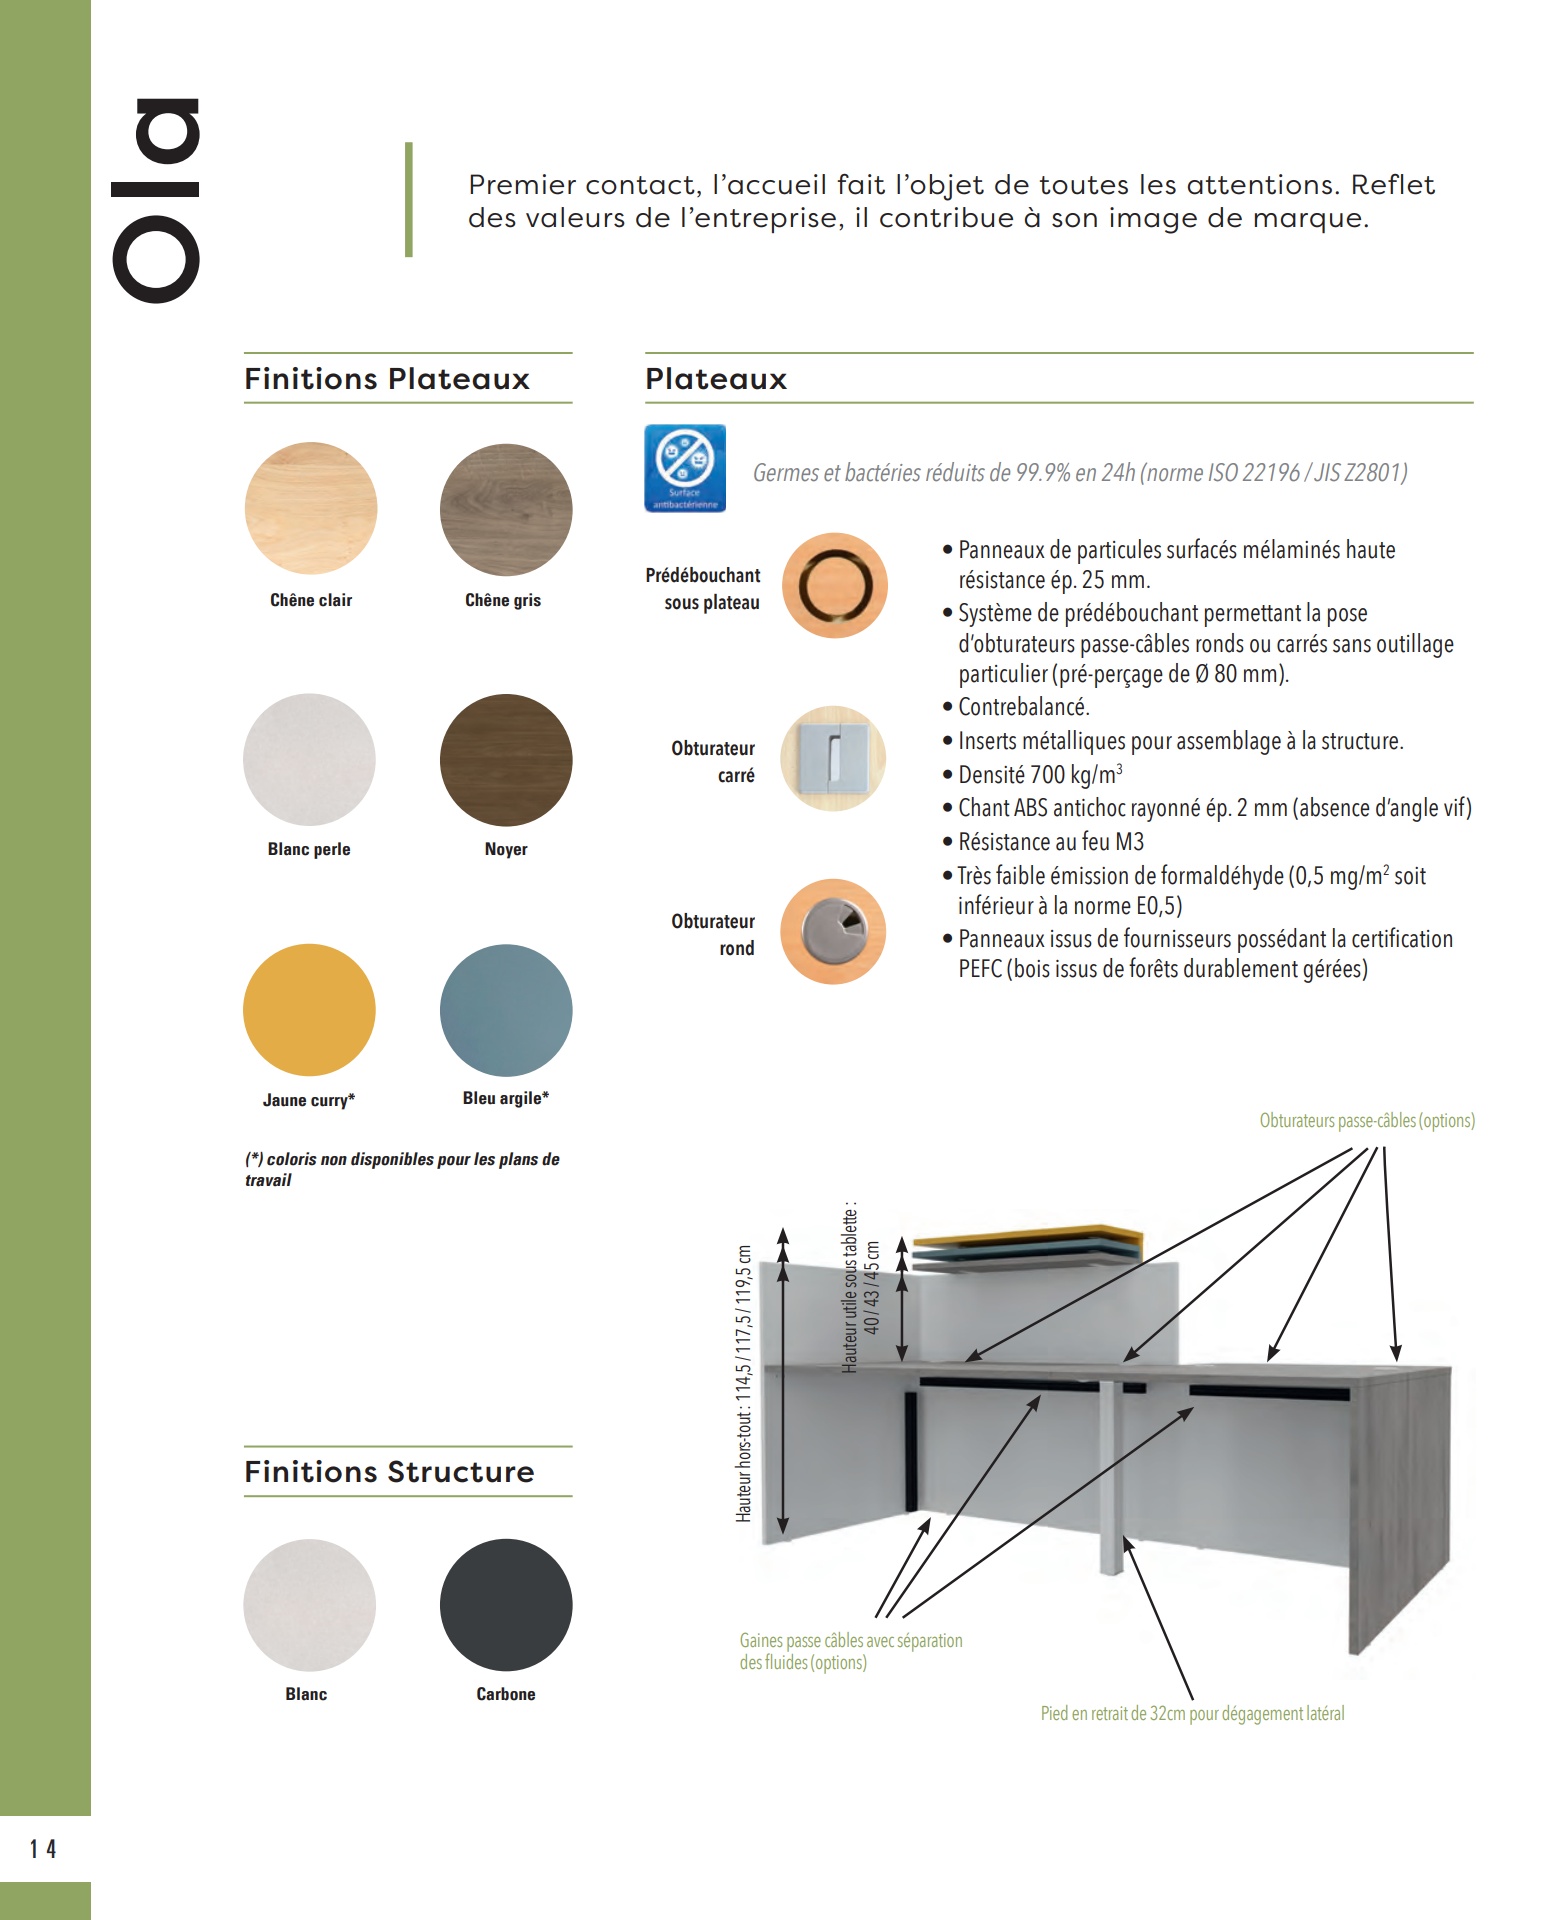 Ola
Premier contact, l’accueil fait l’objet de toutes les attentions. Reflet
des valeurs de l’entreprise, il contribue à son image de marque.
Finitions Plateaux
Chêne clair
Chêne gris
Blanc perle
Noyer
Jaune curry*
Bleu argile*
(*) coloris non disponibles pour les plans de
travail
Finitions Structure
Blanc
Carbone
Plateaux
Surface
antibactérienne
Germes et bactéries réduits de 99.9% en 24h (norme ISO 22196 / JIS Z2801)
Prédébouchant
sous plateau
Obturateur
carré
Obturateur
rond
• Panneaux de particules surfacés mélaminés haute
résistance ép. 25 mm.
• Système de prédébouchant permettant la pose
d’obturateurs passe-câbles ronds ou carrés sans outillage
particulier (pré-perçage de Ø 80 mm).
• Contrebalancé.
• Inserts métalliques pour assemblage à la structure.
• Densité 700 kg/m³
• Chant ABS antichoc rayonné ép. 2 mm (absence d’angle vif)
• Résistance au feu M3
• Très faible émission de formaldéhyde (0,5 mg/m² soit
inférieur à la norme E0,5)
• Panneaux issus de fournisseurs possédant la certification
PEFC (bois issus de forêts durablement gérées)
Obturateurs passe-câbles (options)
Hauteur hors-tout : 114,5 / 117,5 / 119,5 cm
Hauteur utile sous tablette :
40 / 43 / 45 cm
Gaines passe câbles avec séparation
des fluides (options)
Pied en retrait de 32cm pour dégagement latéral
14